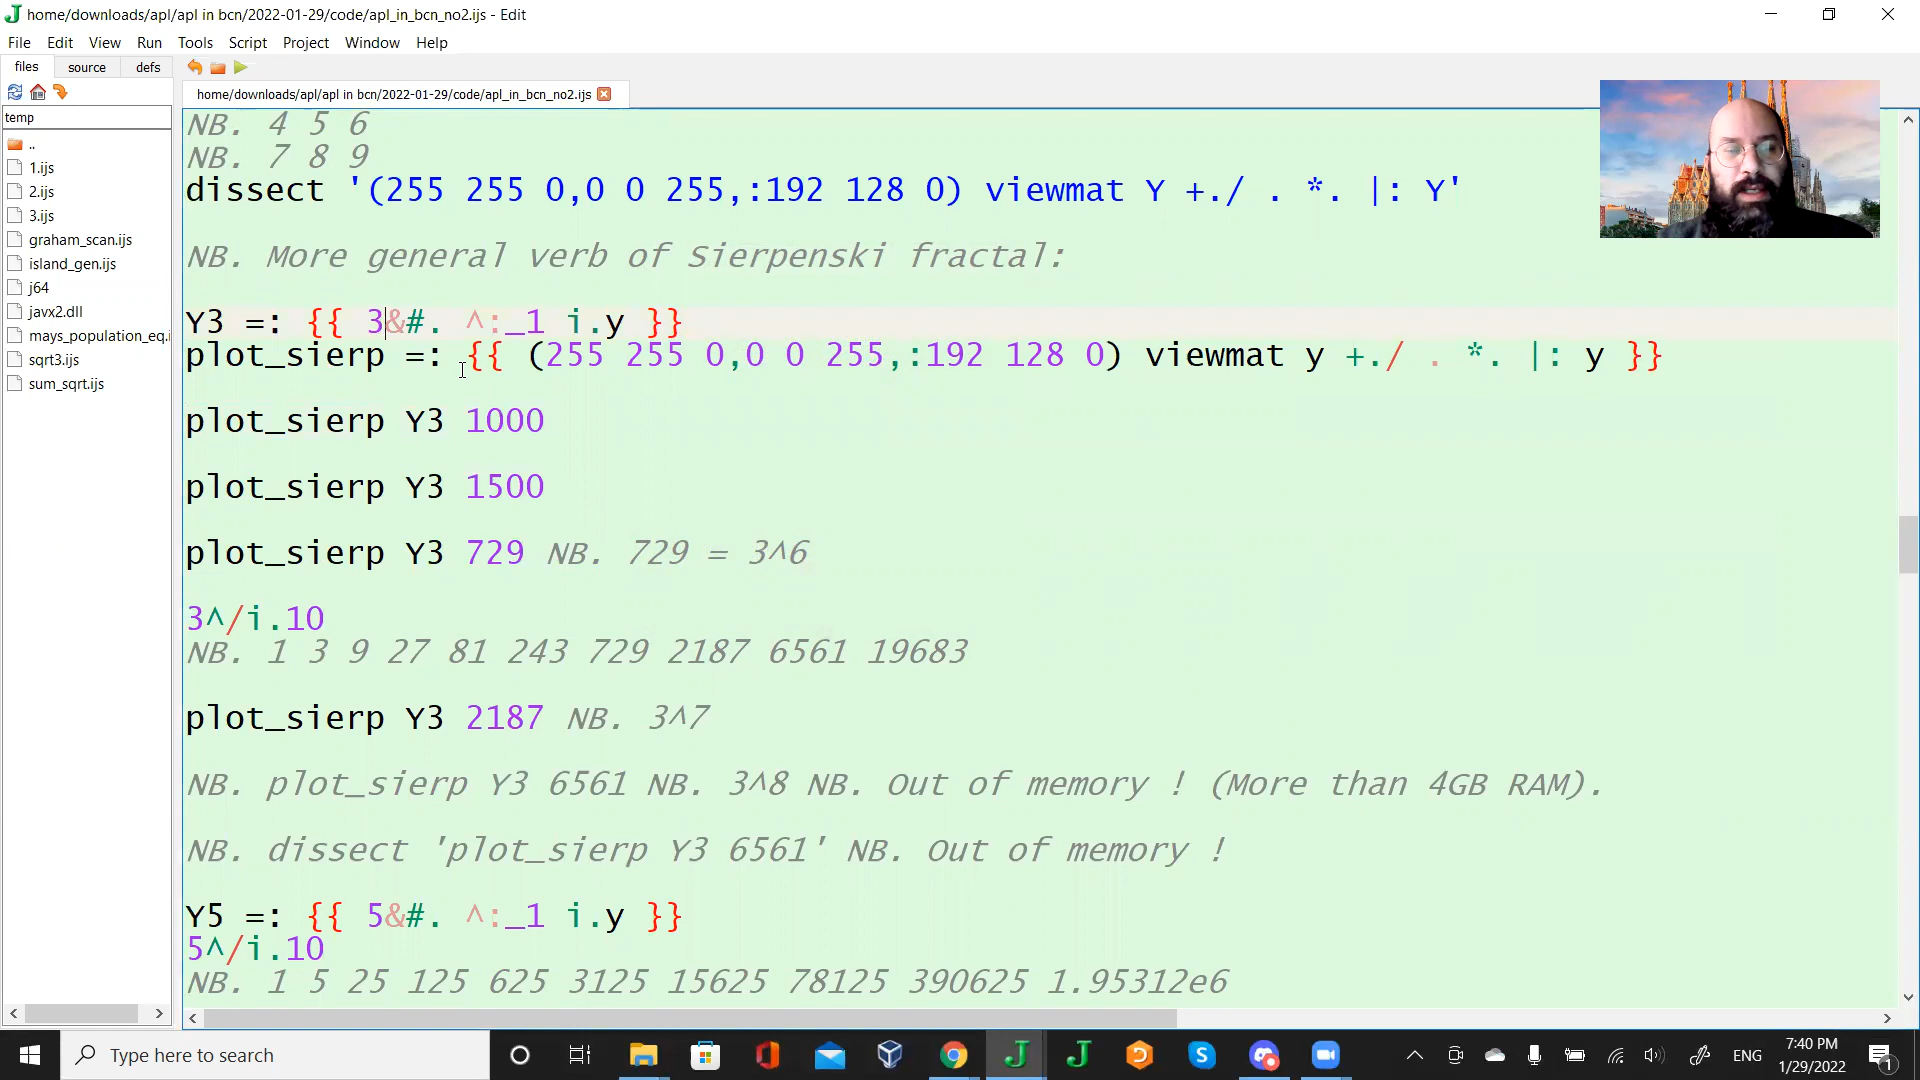 home/downloads/apl/apl in bcn/2022-01-29/code/apl_in_bcn_no2.ijs - Edit
File Edit View Run Tools Script Project Window Help
files source defs
home/downloads/apl/apl in bcn/2022-01-29/code/apl_in_bcn_no2.ijs
temp
..
1.ijs
2.ijs
3.ijs
graham_scan.ijs
island_gen.ijs
j64
javx2.dll
mays_population_eq.i
sqrt3.ijs
sum_sqrt.ijs
NB. 4 5 6
NB. 7 8 9
dissect '(255 255 0,0 0 255,:192 128 0) viewmat Y +./ . *. |: Y'
NB. More general verb of Sierpenski fractal:
Y3 =: {{ 3&#. ^:_1 i.y }}
plot_sierp =: {{ (255 255 0,0 0 255,:192 128 0) viewmat y +./ . *. |: y }}
plot_sierp Y3 1000
plot_sierp Y3 1500
plot_sierp Y3 729 NB. 729 = 3^6
3^/i.10
NB. 1 3 9 27 81 243 729 2187 6561 19683
plot_sierp Y3 2187 NB. 3^7
NB. plot_sierp Y3 6561 NB. 3^8 NB. Out of memory ! (More than 4GB RAM).
NB. dissect 'plot_sierp Y3 6561' NB. Out of memory !
Y5 =: {{ 5&#. ^:_1 i.y }}
5^/i.10
NB. 1 5 25 125 625 3125 15625 78125 390625 1.95312e6
Type here to search
ENG
7:40 PM
1/29/2022
1